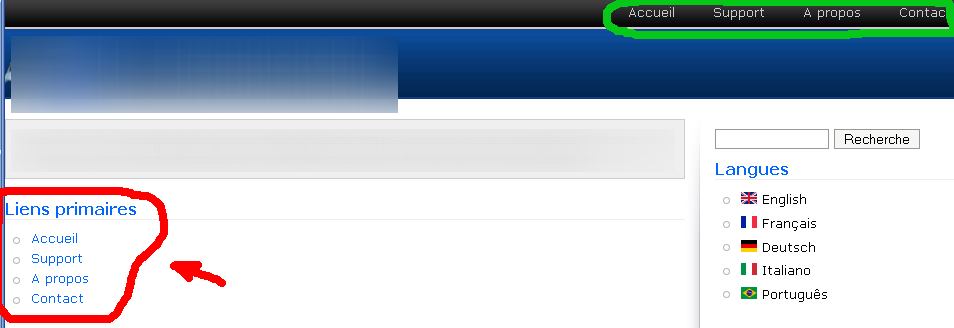 Accueil Support A propos Contac
Recherche
Langues
English
Français
Deutsch
Italiano
Português
Liens primaires
Accueil
Support
A propos
Contact